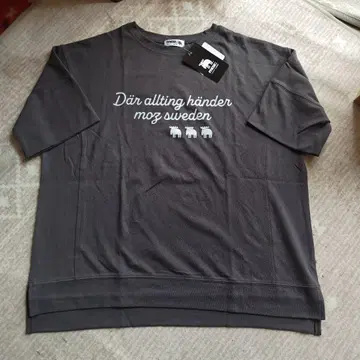 Där allting händer
moz sweden